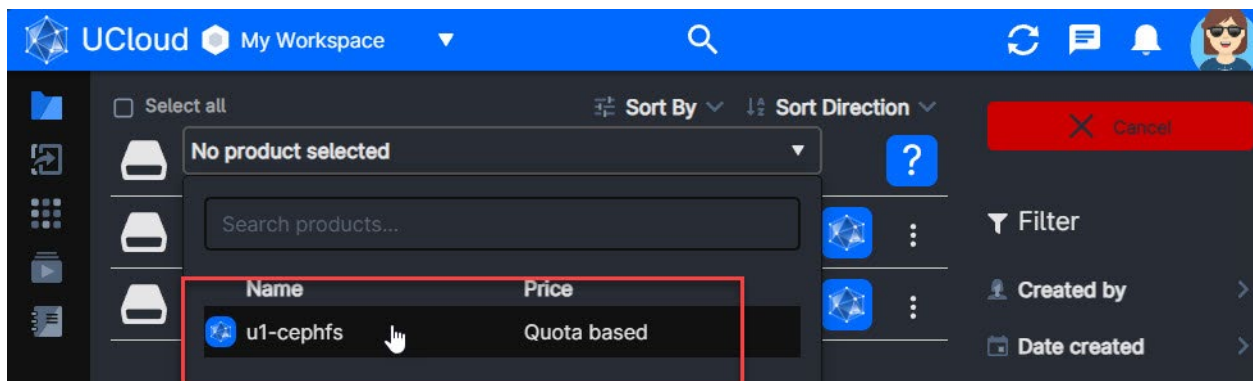 UCloud My Workspace
Select all Sort By Sort Direction
Cancel
No product selected
?
Search products...
Filter
Name Price
Created by
u1-cephfs Quota based
Date created